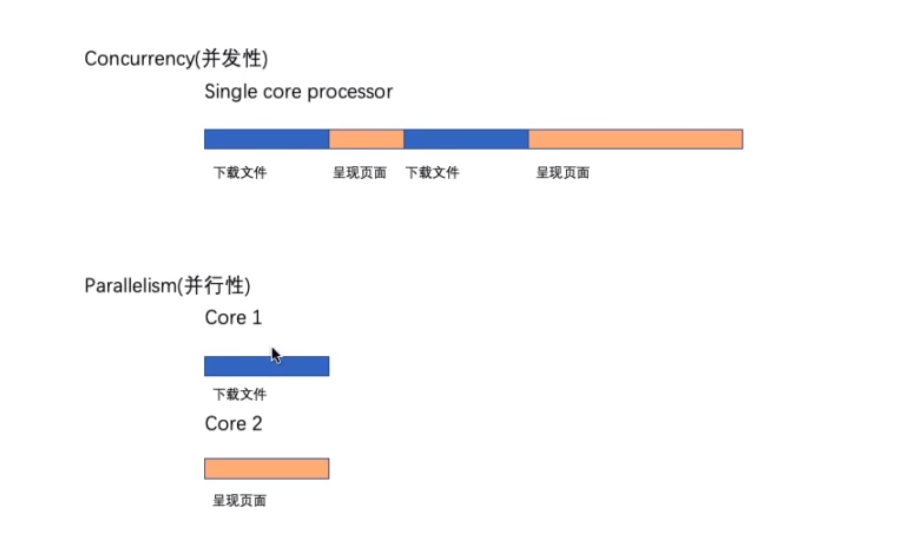 Concurrency(并发性)
Single core processor
下载文件 呈现页面 下载文件 呈现页面
Parallelism(并行性)
Core 1
下载文件
Core 2
呈现页面